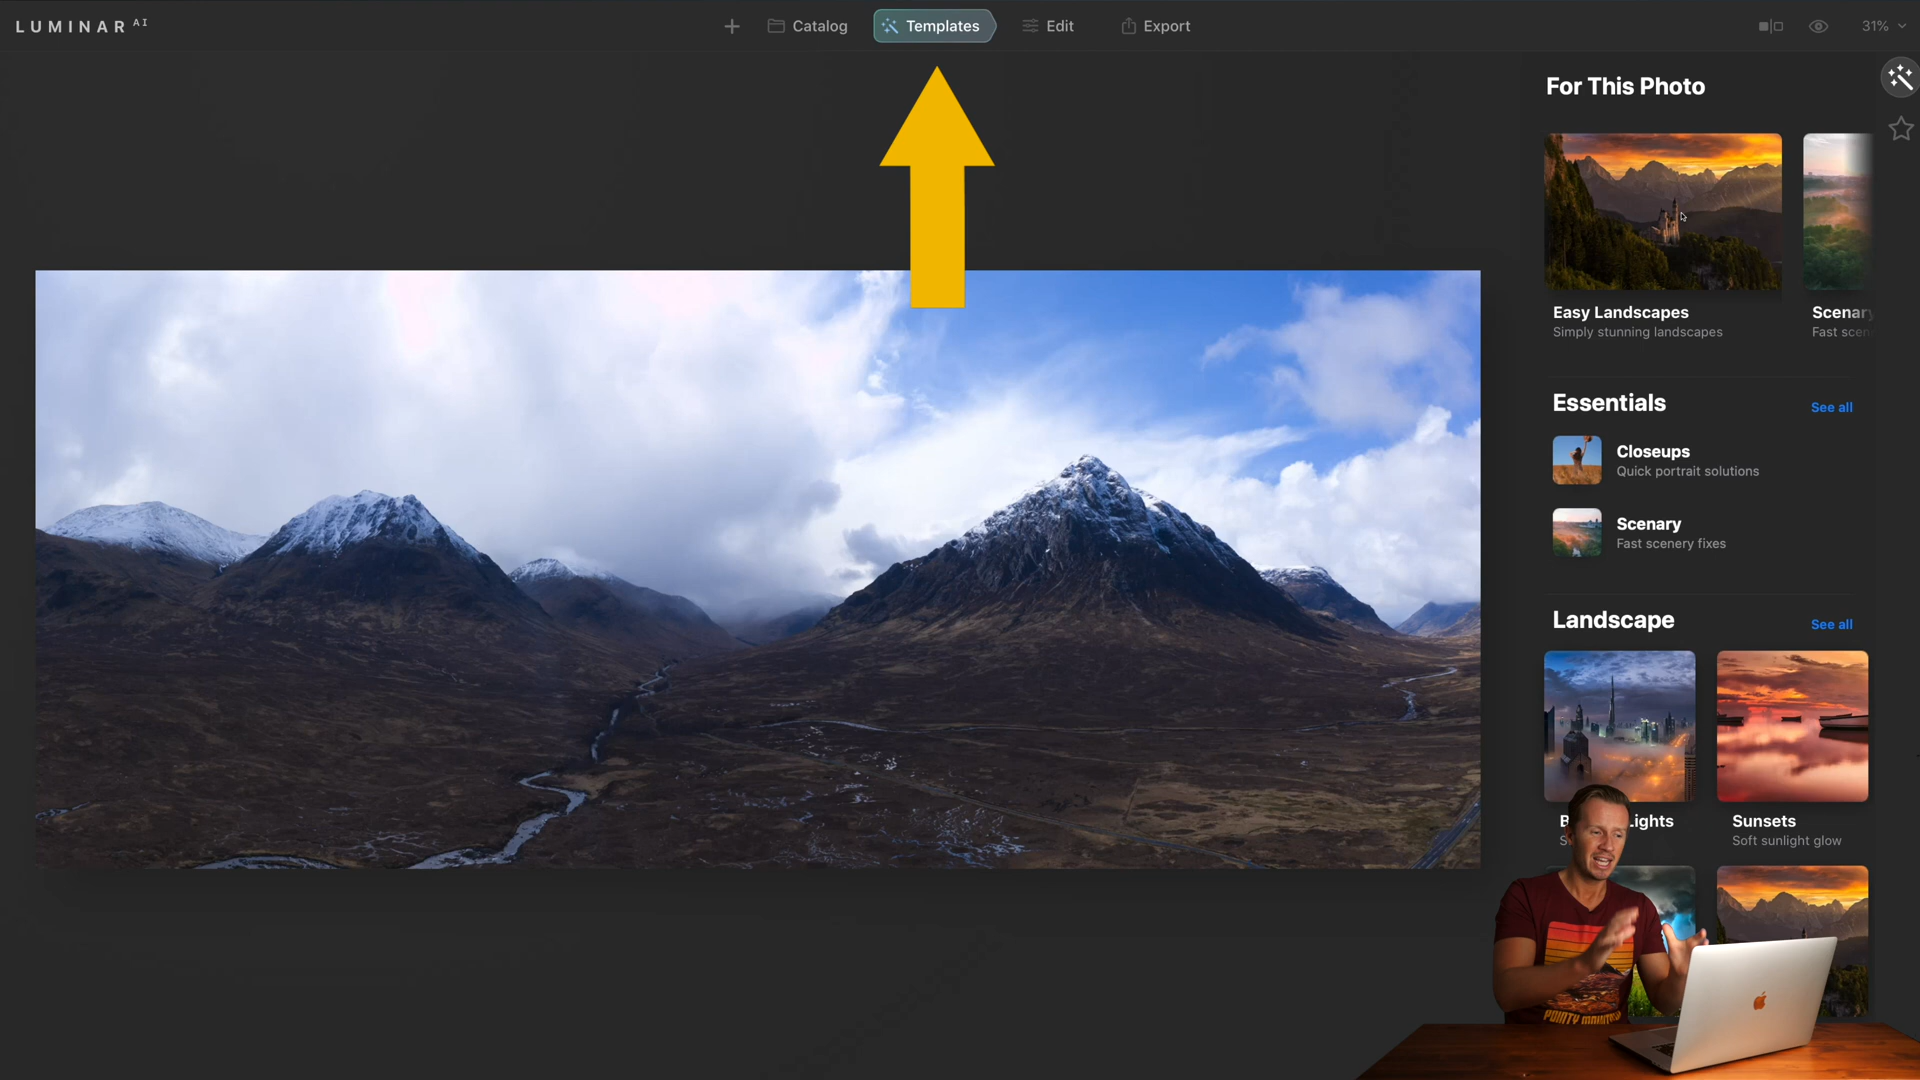 LUMINAR AI
Catalog
Templates
Edit
Export
31%
For This Photo
Easy Landscapes
Simply stunning landscapes
Essentials
See all
Closeups
Quick portrait solutions
Scenary
Fast scenery fixes
Landscape
See all
Sunsets
Soft sunlight glow
POINTY